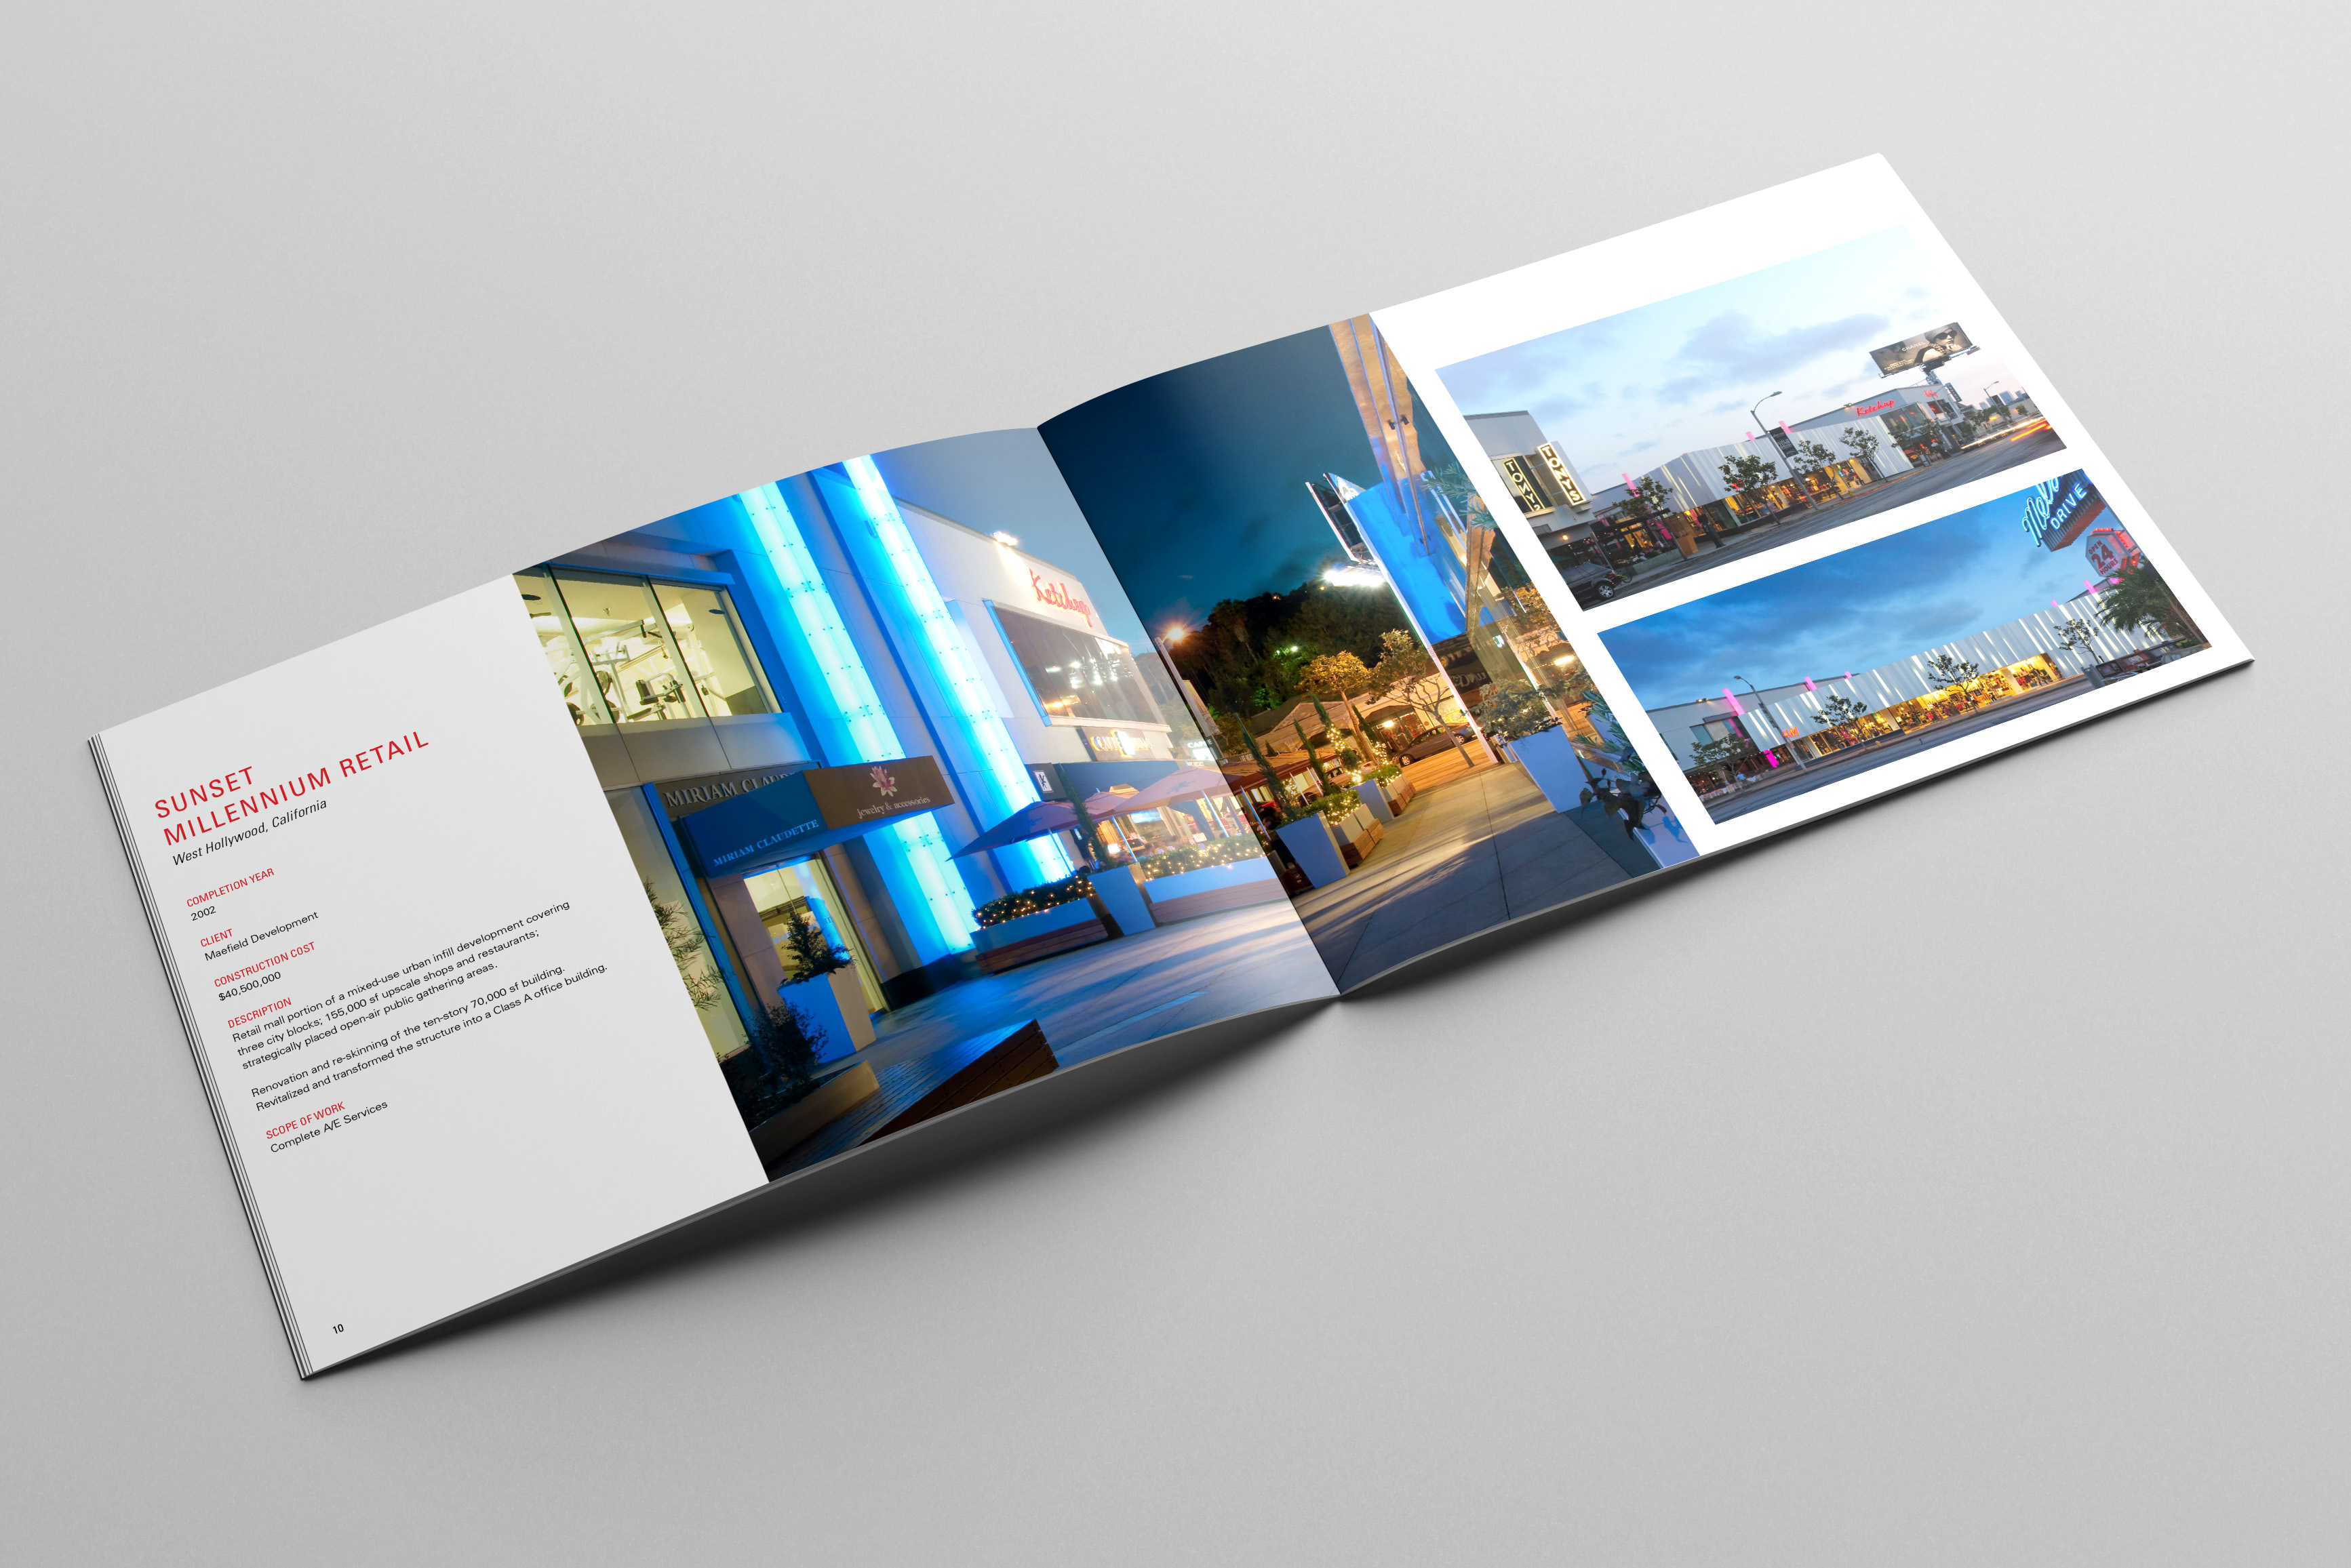 SUNSET
MILLENNIUM RETAIL
West Hollywood, California
COMPLETION YEAR
2002
CLIENT
Maefield Development
CONSTRUCTION COST
$40,500,000
DESCRIPTION
Retail mall portion of a mixed-use urban infill development covering
three city blocks; 155,000 sf upscale shops and restaurants;
strategically placed open-air public gathering areas.
Renovation and re-skinning of the ten-story 70,000 sf building.
Revitalized and transformed the structure into a Class A office building.
SCOPE OF WORK
Complete A/E Services
10
MIRIAM
Jewelry & accessories
MIRIAM CLAUDETTE
Ketchup
Ketchup
Mel's
DRIVE
OPEN
24